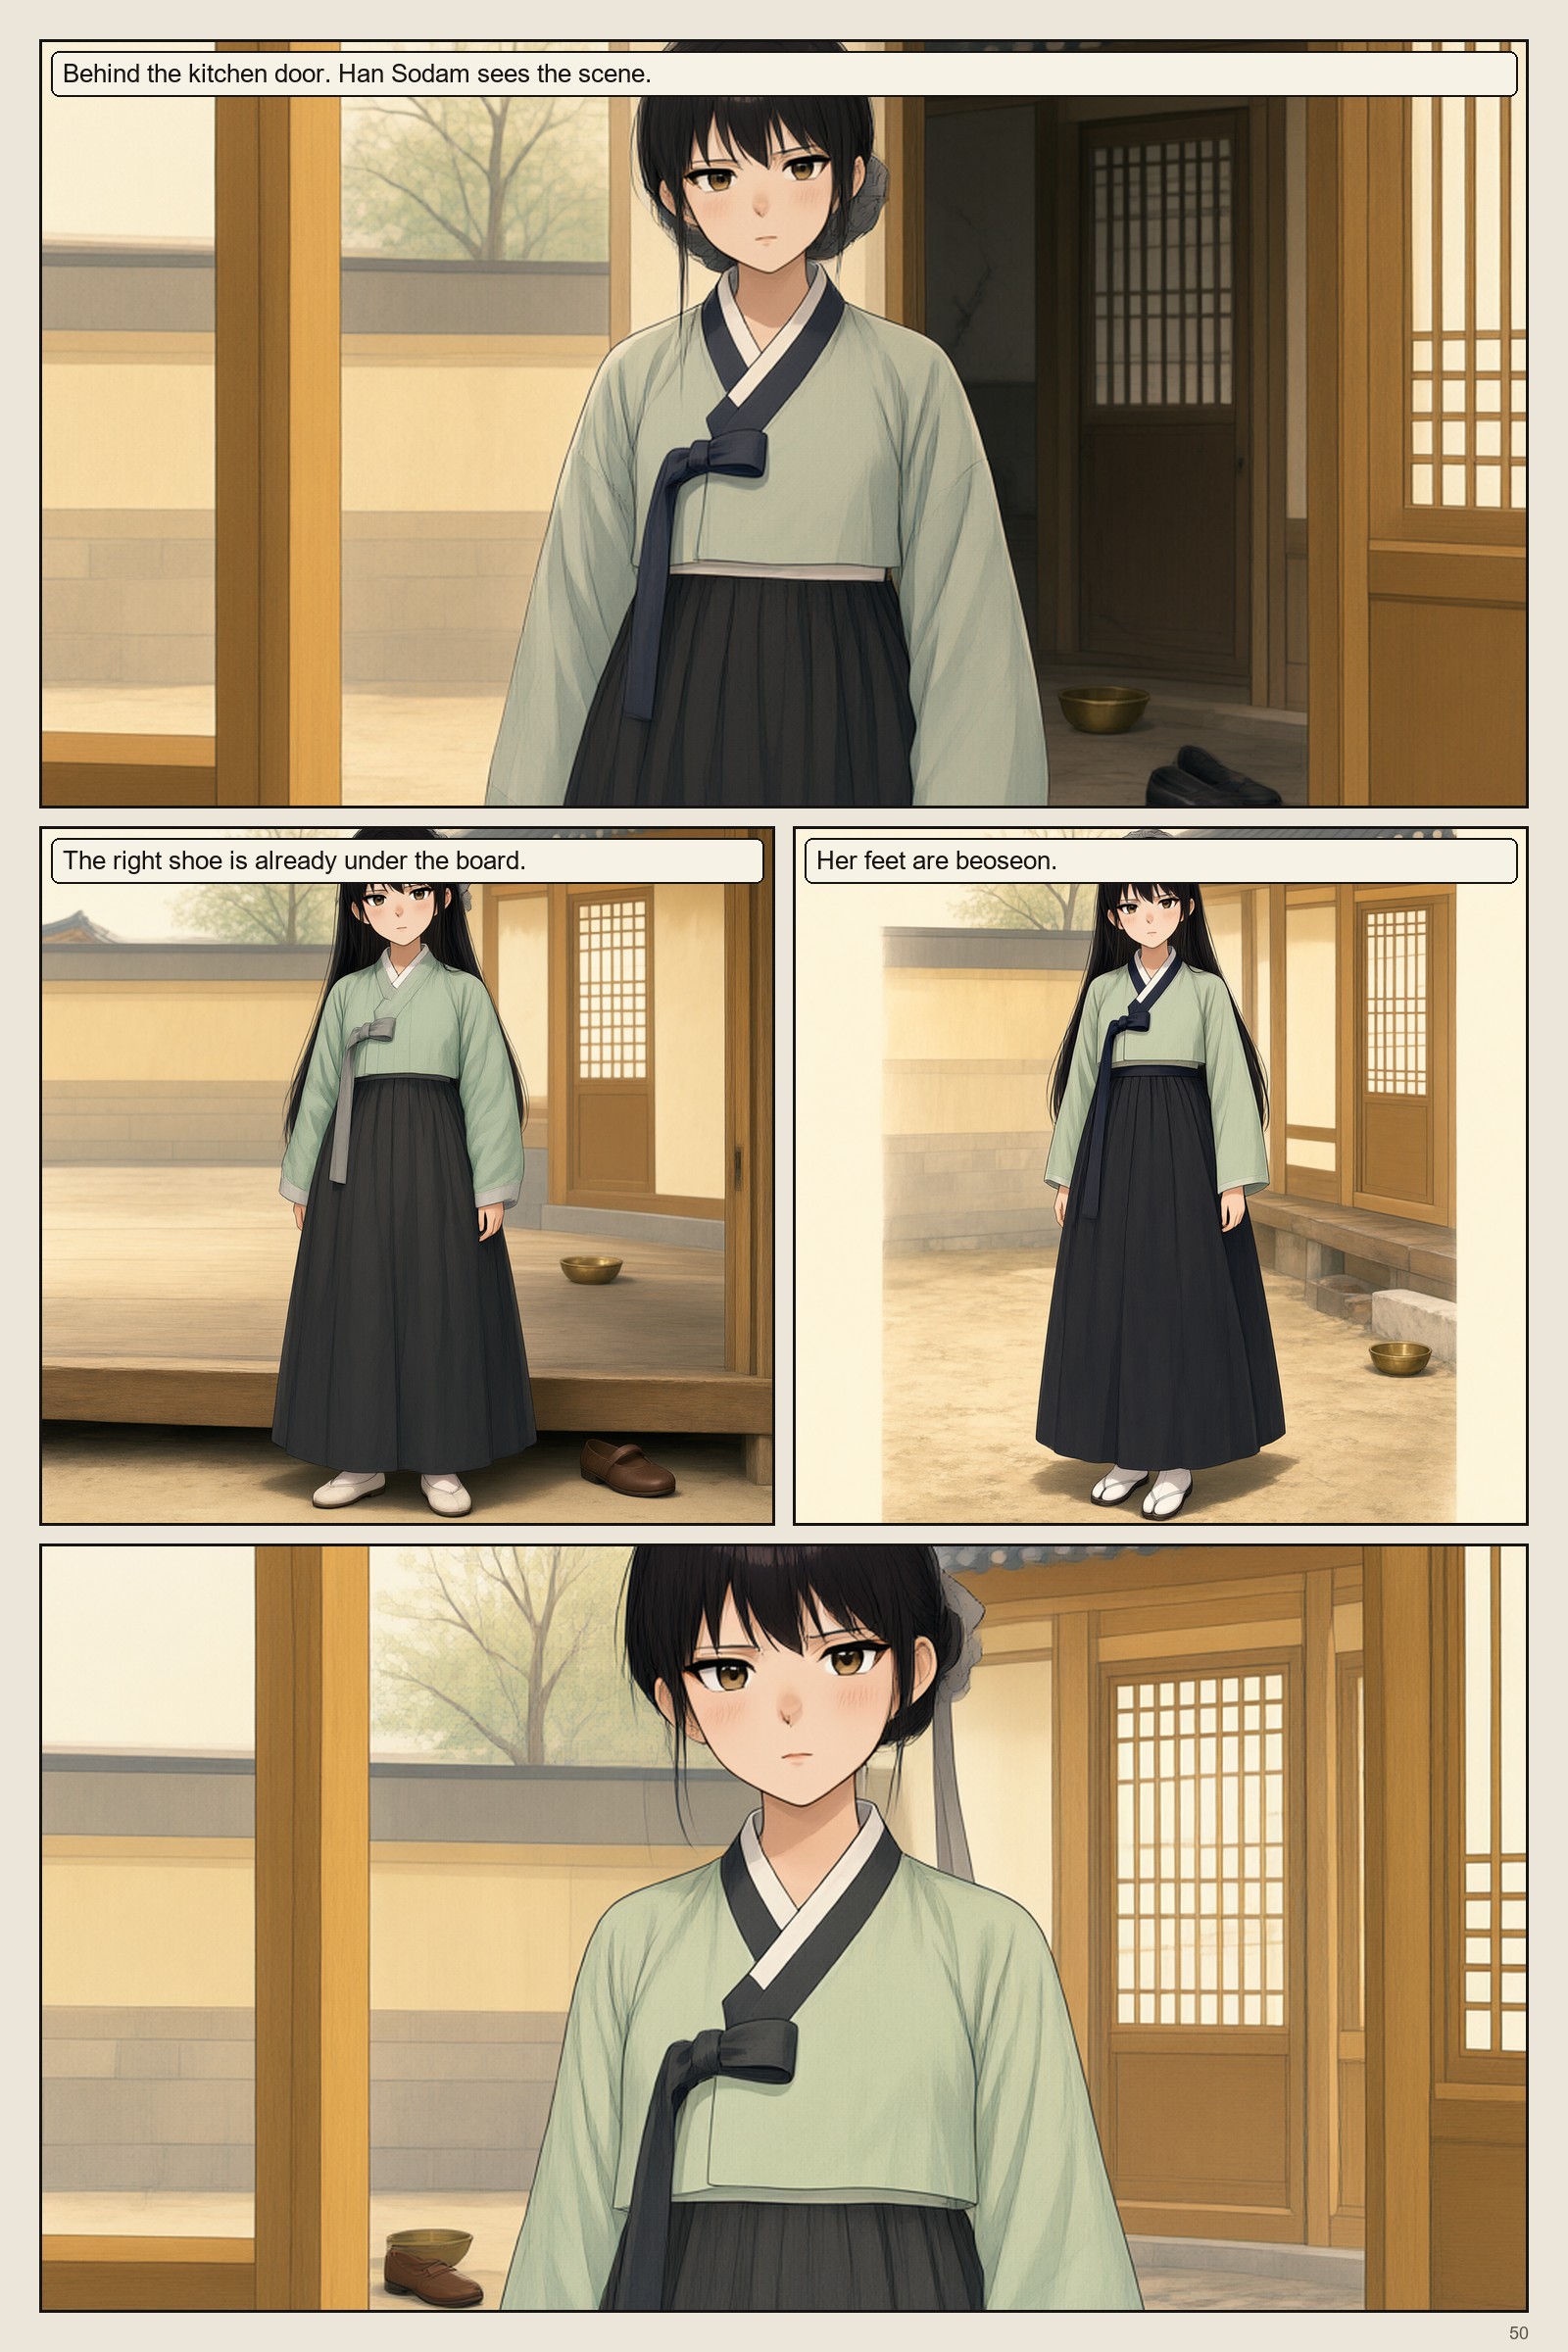 Behind the kitchen door. Han Sodam sees the scene.
The right shoe is already under the board.
Her feet are beoseon.
50